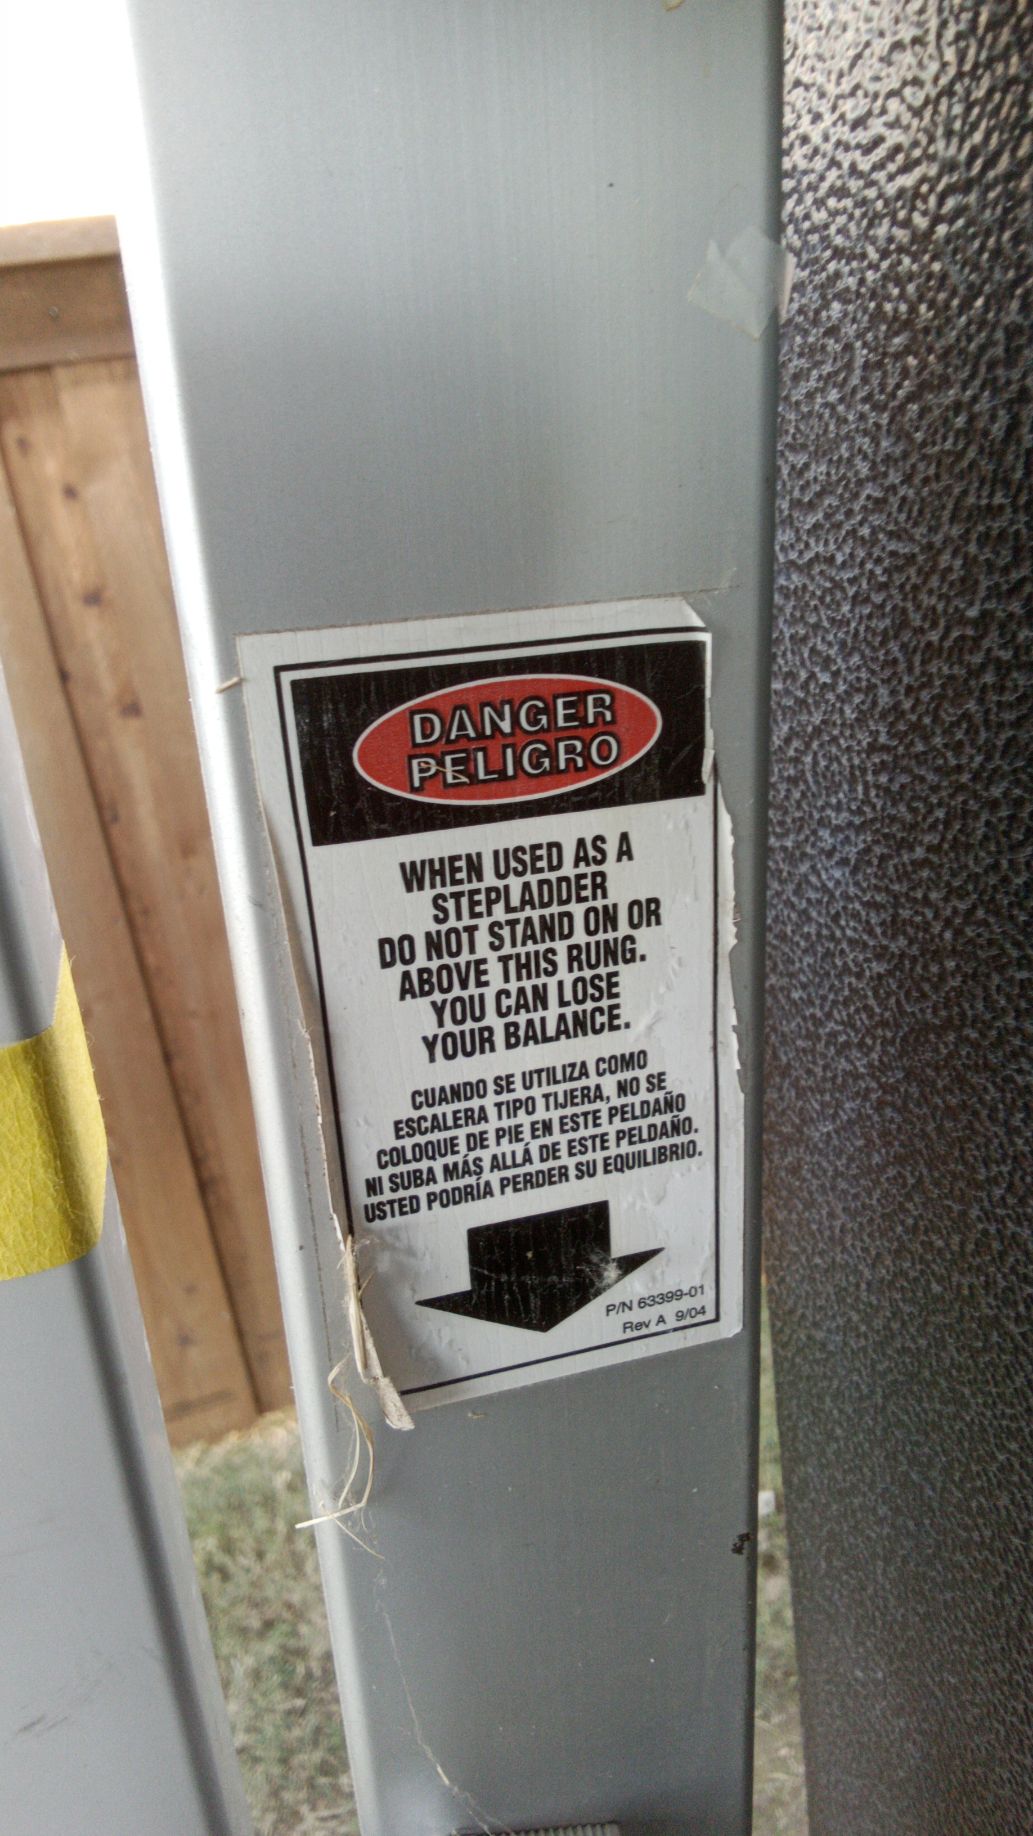 DANGER
PELIGRO
WHEN USED AS A
STEPLADDER
DO NOT STAND ON OR
ABOVE THIS RUNG.
YOU CAN LOSE
YOUR BALANCE.
CUANDO SE UTILIZA COMO
ESCALERA TIPO TIJERA, NO SE
COLOQUE DE PIE EN ESTE PELDAÑO
NI SUBA MÁS ALLÁ DE ESTE PELDAÑO.
USTED PODRÍA PERDER SU EQUILIBRIO.
P/N 63399-01
Rev A 9/04